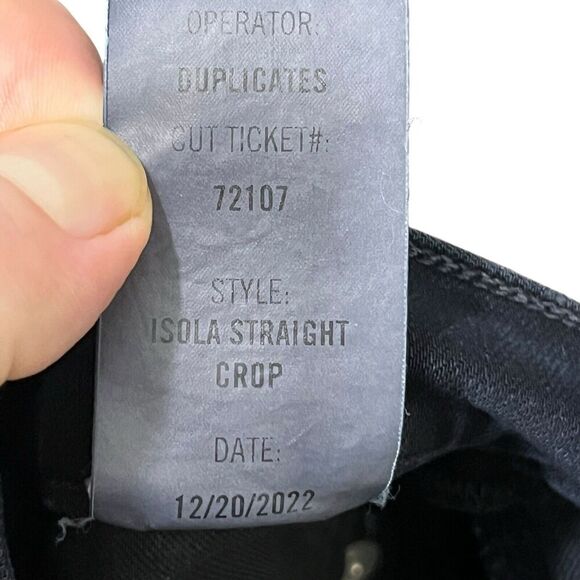 OPERATOR:
DUPLICATES
CUT TICKET#:
72107
STYLE:
ISOLA STRAIGHT
CROP
DATE:
12/20/2022